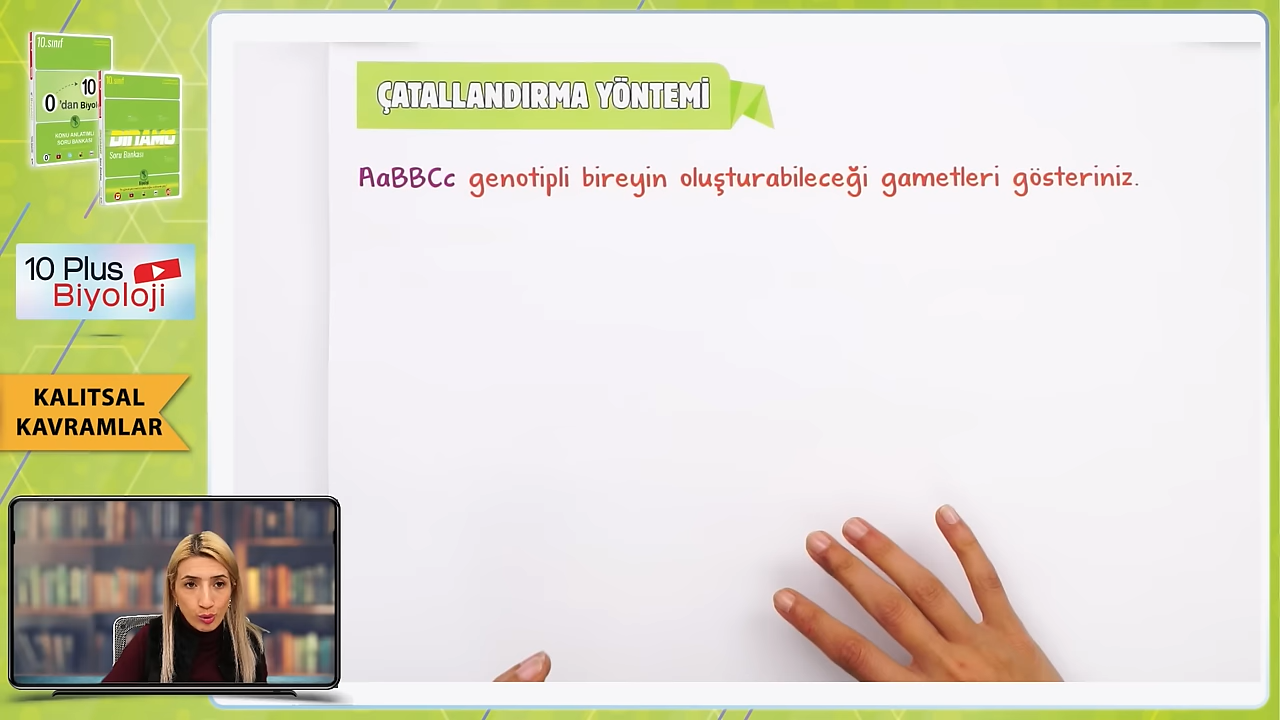 10.sınıf
0'dan 10
Biyol
KONU ANLATIMLI
SORU BANKASI
10.sınıf
DİNAMO
Soru Bankası
10 Plus
Biyoloji
KALITSAL
KAVRAMLAR
ÇATALLANDIRMA YÖNTEMİ
AaBBCc genotipli bireyin oluşturabileceği gametleri gösteriniz.